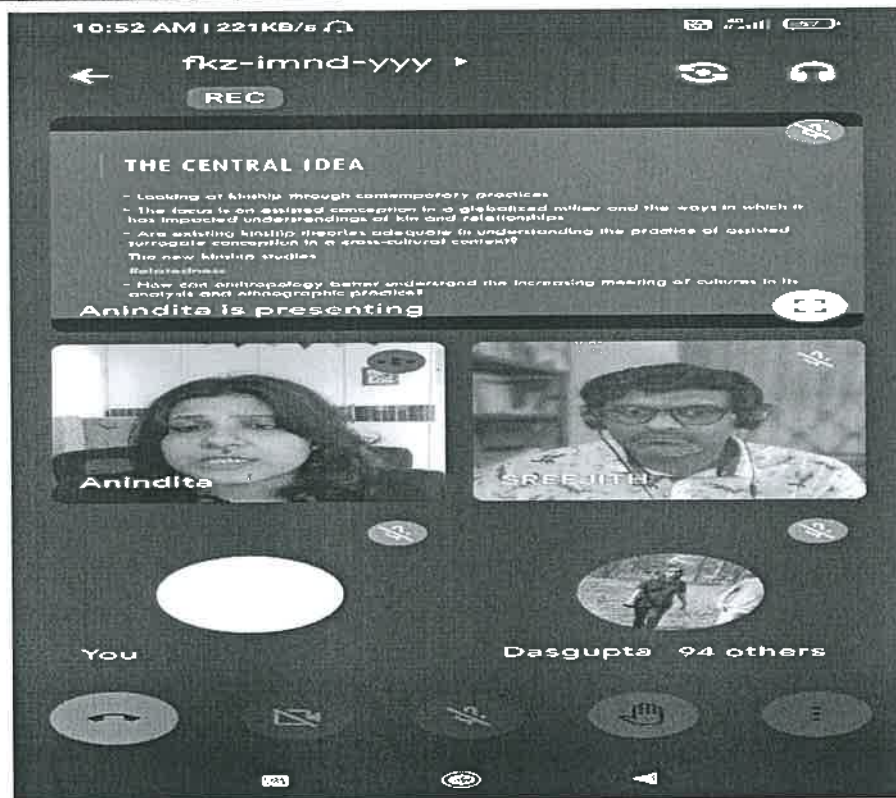 10:52 AM | 221KB/s
57
fkz-imnd-yyy
REC
THE CENTRAL IDEA
- Looking at kinship through contemporary practices
- The focus is on assisted conception in a globalized milieu and the ways in which it
has impacted understandings of kin and relationships
- Are existing kinship theories adequate in understanding the practice of assisted
surrogate conception in a cross-cultural context?
The new kinship studies
Relatedness
- How can anthropology better understand the increasing meeting of cultures in its
analysis and ethnographic practices?
Anindita is presenting
Anindita
SREEJITH
You
Dasgupta 94 others